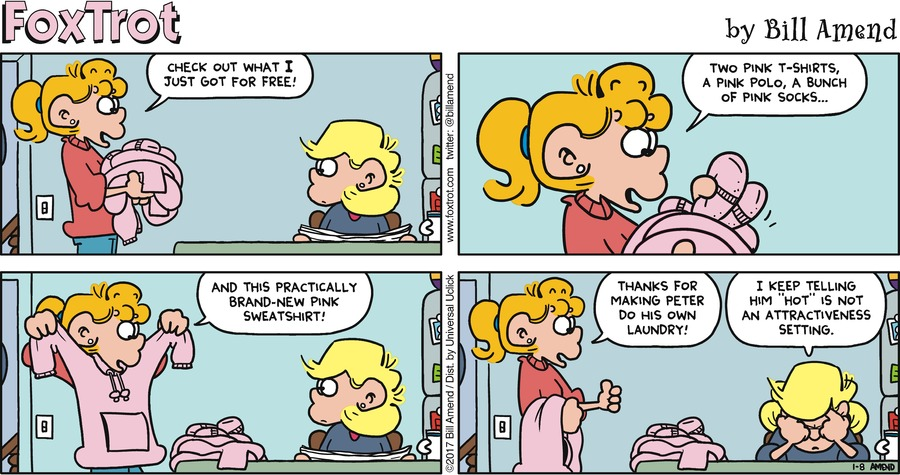 FoxTrot
by Bill Amend
CHECK OUT WHAT I
JUST GOT FOR FREE!
www.foxtrot.com twitter: @billamend
TWO PINK T-SHIRTS,
A PINK POLO, A BUNCH
OF PINK SOCKS...
AND THIS PRACTICALLY
BRAND-NEW PINK
SWEATSHIRT!
©2017 Bill Amend / Dist. by Universal Uclick
THANKS FOR
MAKING PETER
DO HIS OWN
LAUNDRY!
I KEEP TELLING
HIM "HOT" IS NOT
AN ATTRACTIVENESS
SETTING.
1-8 AMEND